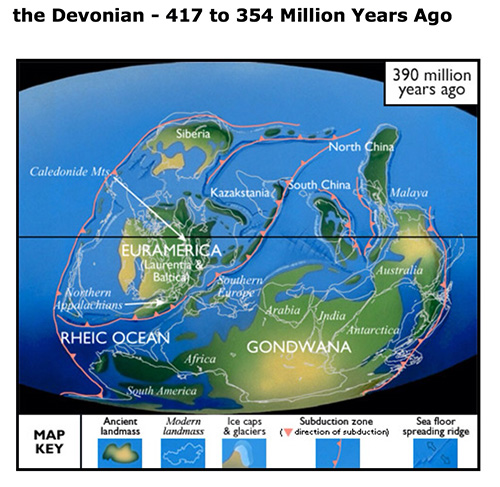 the Devonian - 417 to 354 Million Years Ago
390 million
years ago
Siberia
North China
Caledonide Mts.
Kazakstania
South China
Malaya
EURAMERICA
(Laurentia &
Baltica)
Australia
Northern
Appalachians
Southern
Europe
Arabia
India
Antarctica
RHEIC OCEAN
GONDWANA
Africa
South America
MAP
KEY
Ancient
landmass
Modern
landmass
Ice caps
& glaciers
Subduction zone
( direction of subduction)
Sea floor
spreading ridge